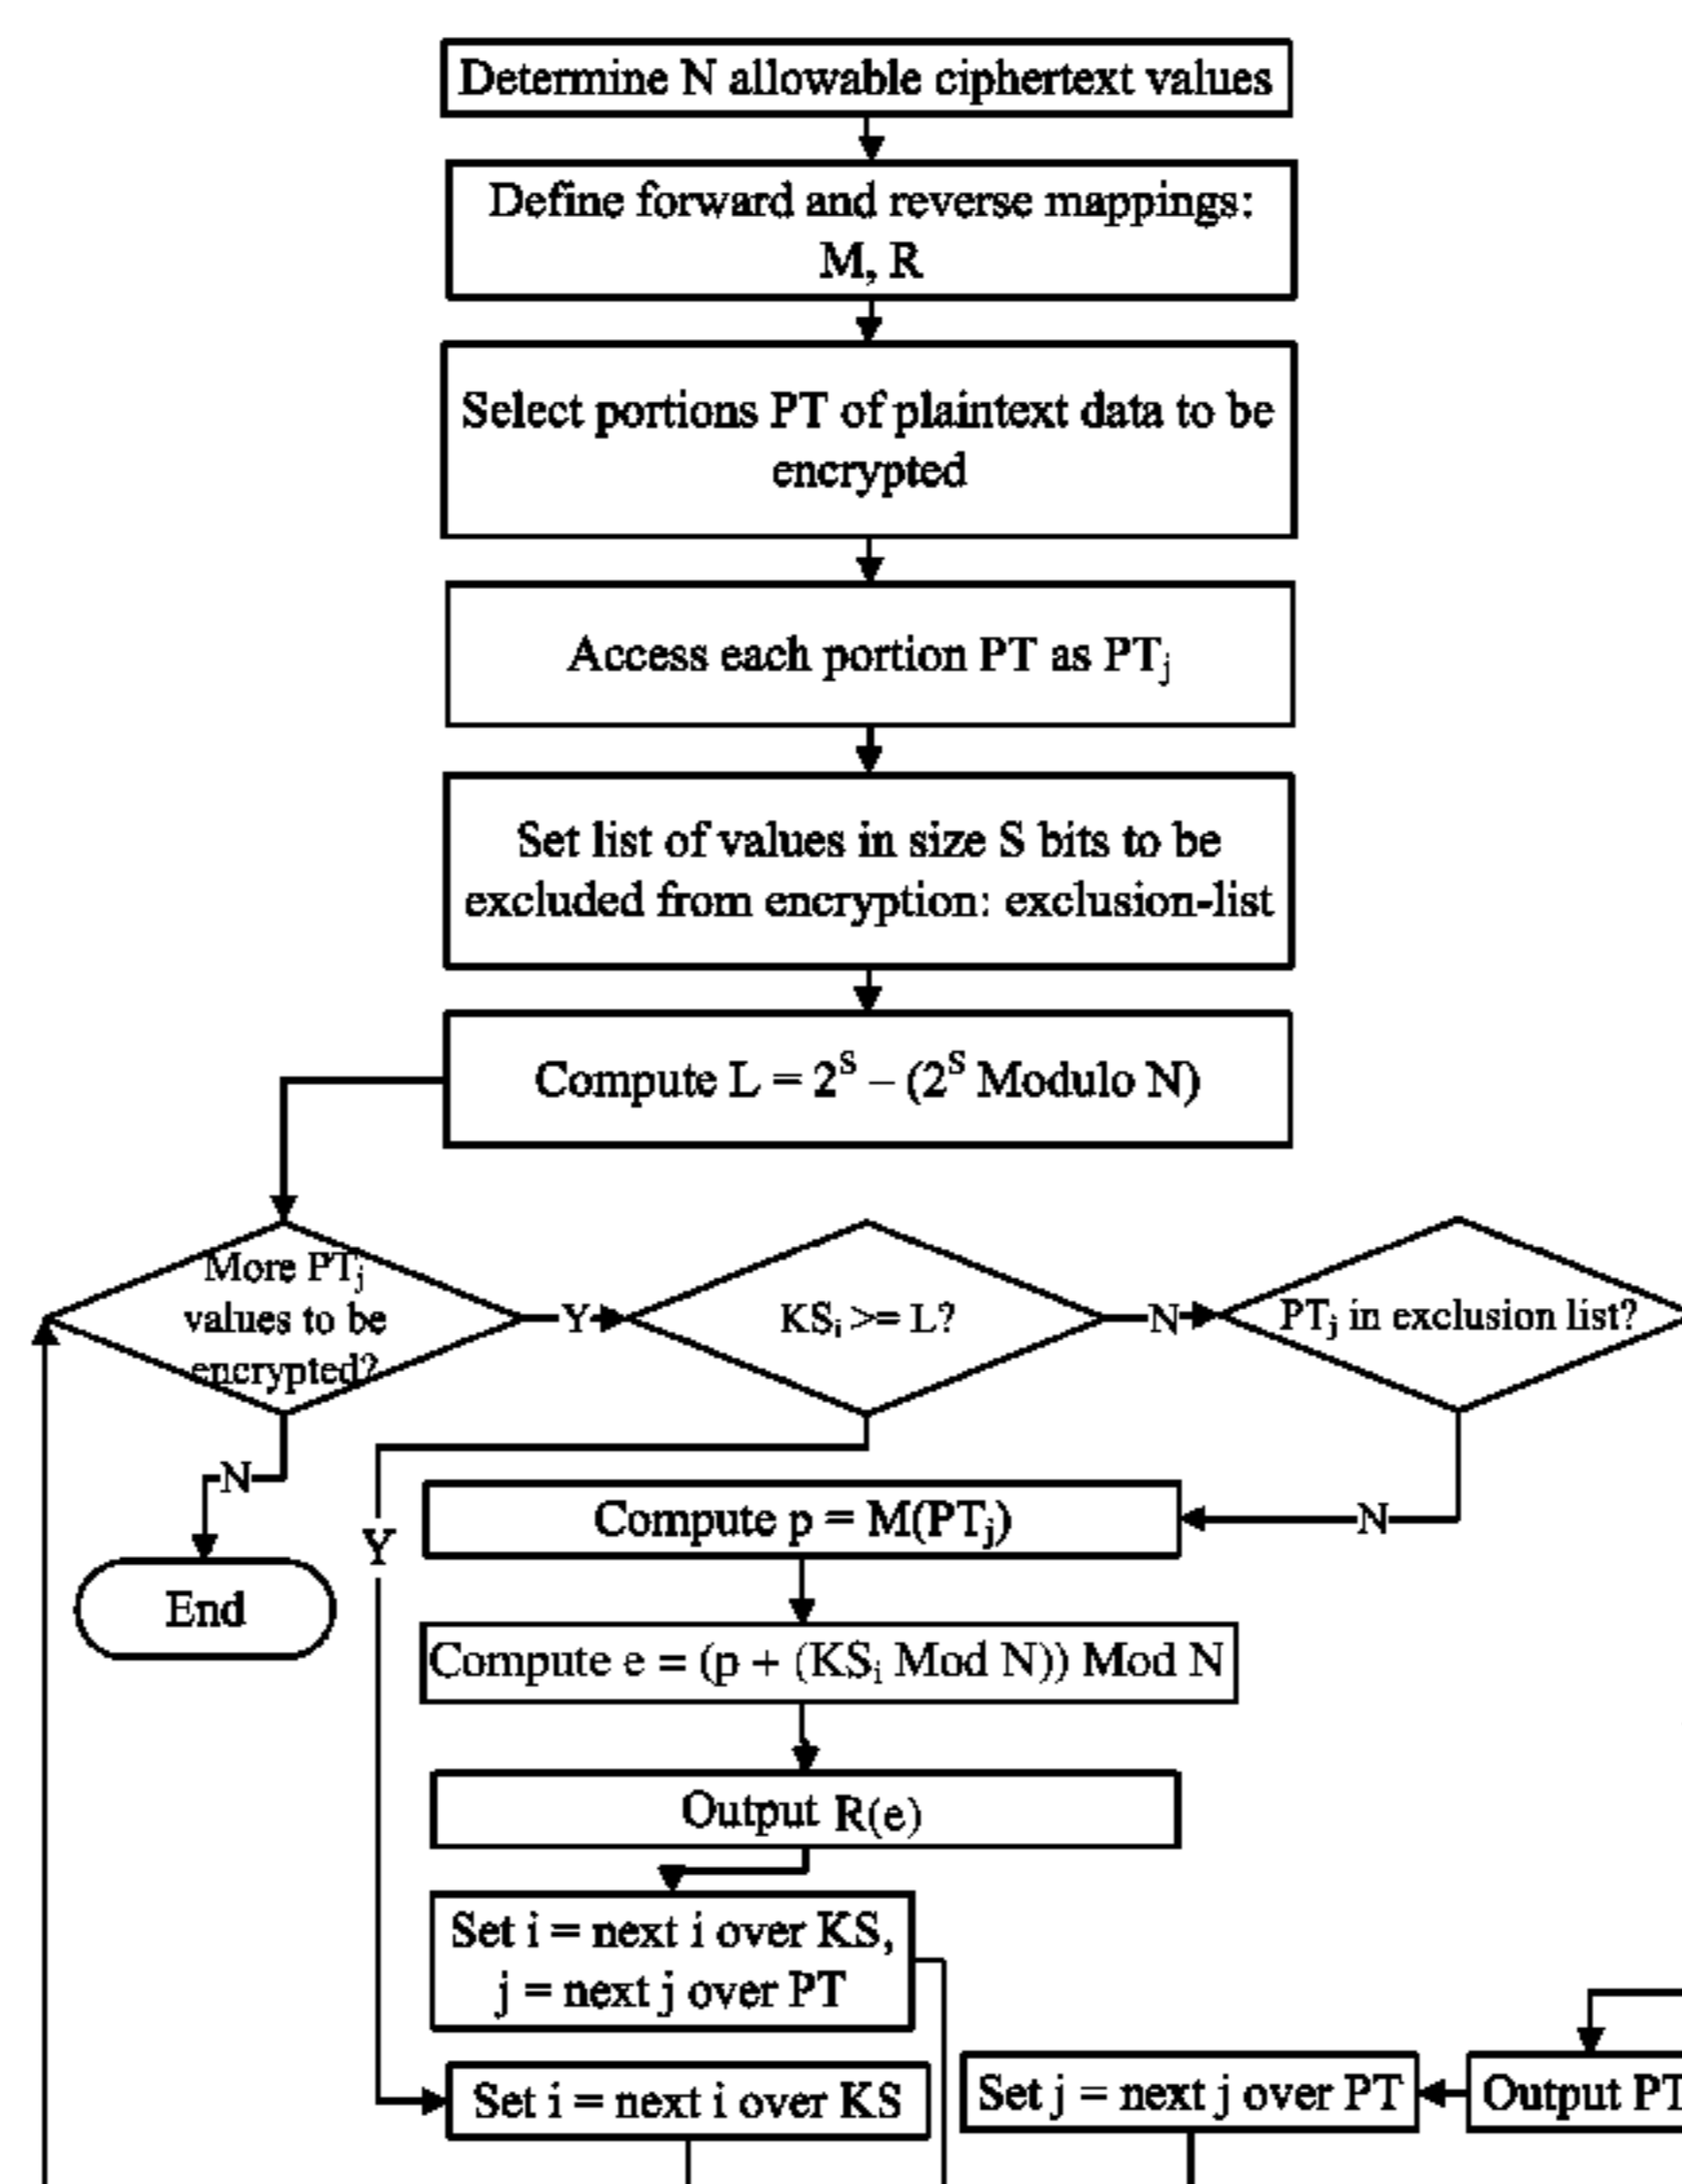 Determine N allowable ciphertext values
Define forward and reverse mappings:
M, R
Select portions PT of plaintext data to be
encrypted
Access each portion PT as PTj
Set list of values in size S bits to be
excluded from encryption: exclusion-list
Compute L = 2^S – (2^S Modulo N)
More PTj
values to be
encrypted?
Y
KSi >= L?
N
PTj in exclusion list?
N
Y
Compute p = M(PTj)
N
End
Compute e = (p + (KSi Mod N)) Mod N
Output R(e)
Set i = next i over KS,
j = next j over PT
Set i = next i over KS
Set j = next j over PT
Output PT